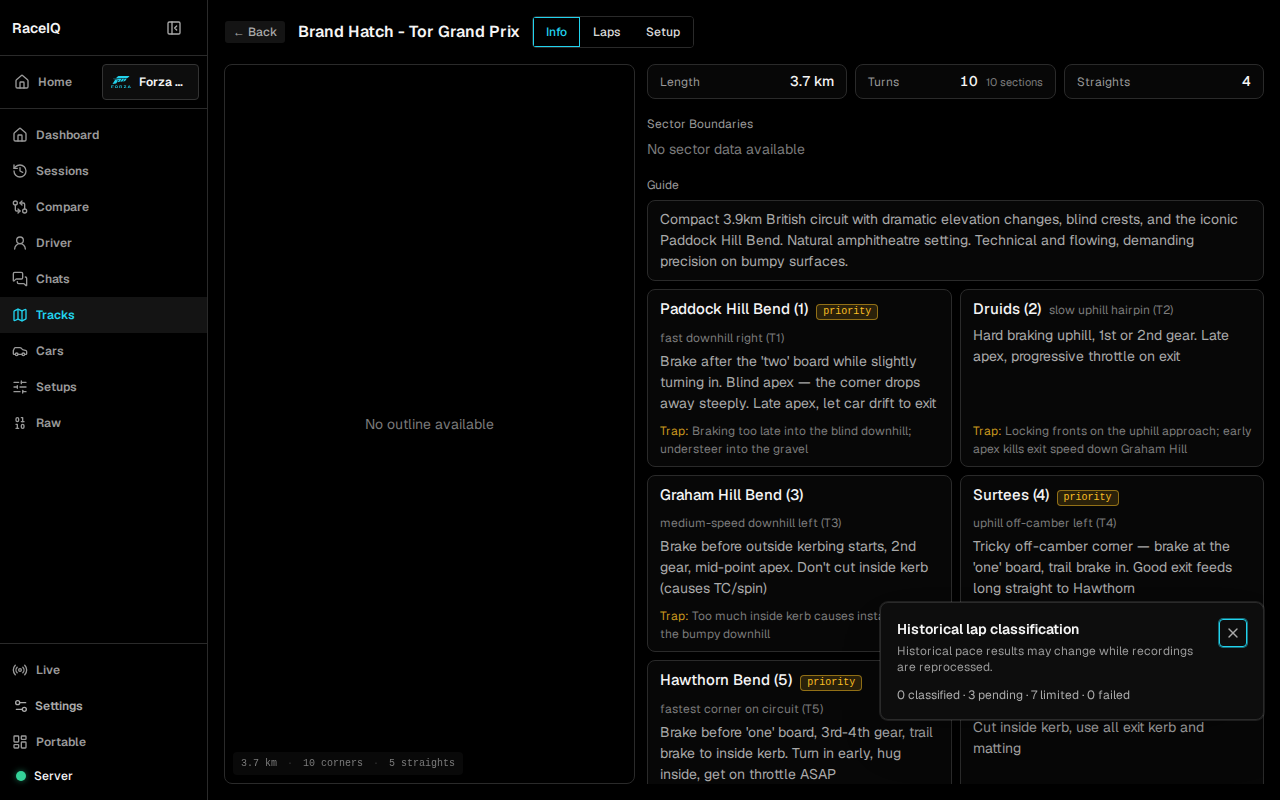 RaceIQ
Home
FORZA
Forza ...
Dashboard
Sessions
Compare
Driver
Chats
Tracks
Cars
Setups
Raw
Live
Settings
Portable
Server
← Back
Brand Hatch - Tor Grand Prix
Info
Laps
Setup
No outline available
3.7 km · 10 corners · 5 straights
Length 3.7 km
Turns 10 10 sections
Straights 4
Sector Boundaries
No sector data available
Guide
Compact 3.9km British circuit with dramatic elevation changes, blind crests, and the iconic
Paddock Hill Bend. Natural amphitheatre setting. Technical and flowing, demanding
precision on bumpy surfaces.
Paddock Hill Bend (1) priority
fast downhill right (T1)
Brake after the 'two' board while slightly
turning in. Blind apex — the corner drops
away steeply. Late apex, let car drift to exit
Trap: Braking too late into the blind downhill;
understeer into the gravel
Druids (2) slow uphill hairpin (T2)
Hard braking uphill, 1st or 2nd gear. Late
apex, progressive throttle on exit
Trap: Locking fronts on the uphill approach; early
apex kills exit speed down Graham Hill
Graham Hill Bend (3)
medium-speed downhill left (T3)
Brake before outside kerbing starts, 2nd
gear, mid-point apex. Don't cut inside kerb
(causes TC/spin)
Trap: Too much inside kerb causes
the bumpy downhill
Surtees (4) priority
uphill off-camber left (T4)
Tricky off-camber corner — brake at the
'one' board, trail brake in. Good exit feeds
long straight to Hawthorn
Hawthorn Bend (5) priority
fastest corner on circuit (T5)
Brake before 'one' board, 3rd-4th gear, trail
brake to inside kerb. Turn in early, hug
inside, get on throttle ASAP
Cut inside kerb, use all exit kerb and
matting
Historical lap classification
Historical pace results may change while recordings
are reprocessed.
0 classified · 3 pending · 7 limited · 0 failed